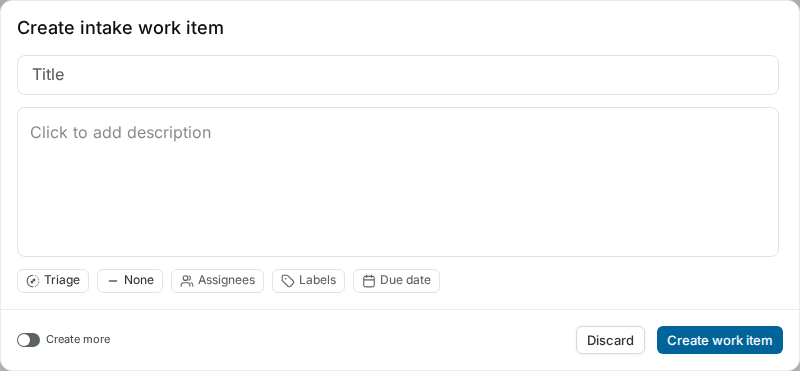 Create intake work item
Title
Click to add description
Triage None Assignees Labels Due date
Create more Discard Create work item